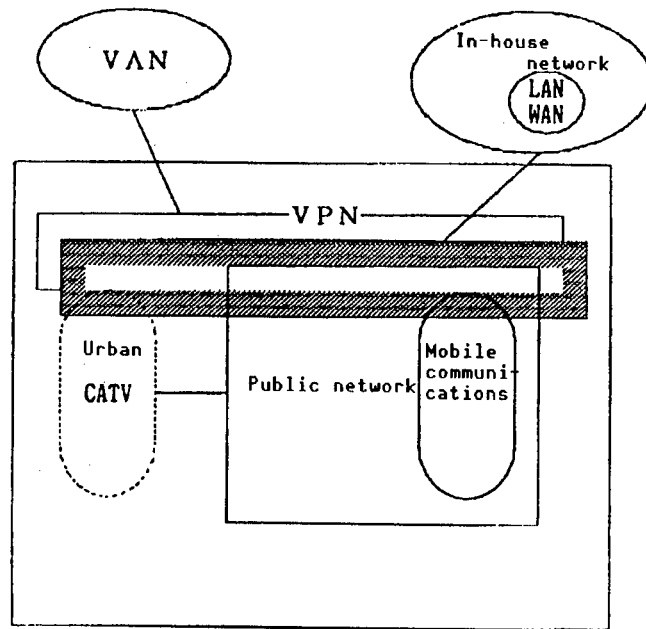 VAN
In-house
network
LAN
WAN
VPN
Urban
CATV
Public network
Mobile
communi-
cations